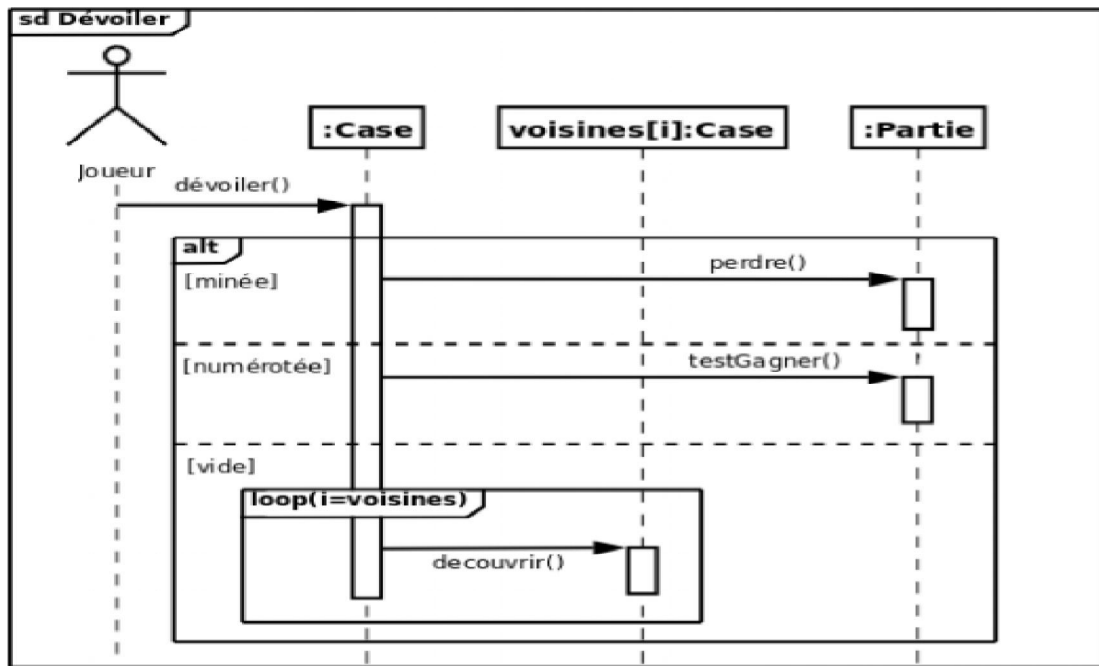 sd Dévoiler
:Case
voisines[i]:Case
:Partie
Joueur
dévoiler()
alt
[minée]
perdre()
[numérotée]
testGagner()
[vide]
loop(i=voisines)
decouvrir()